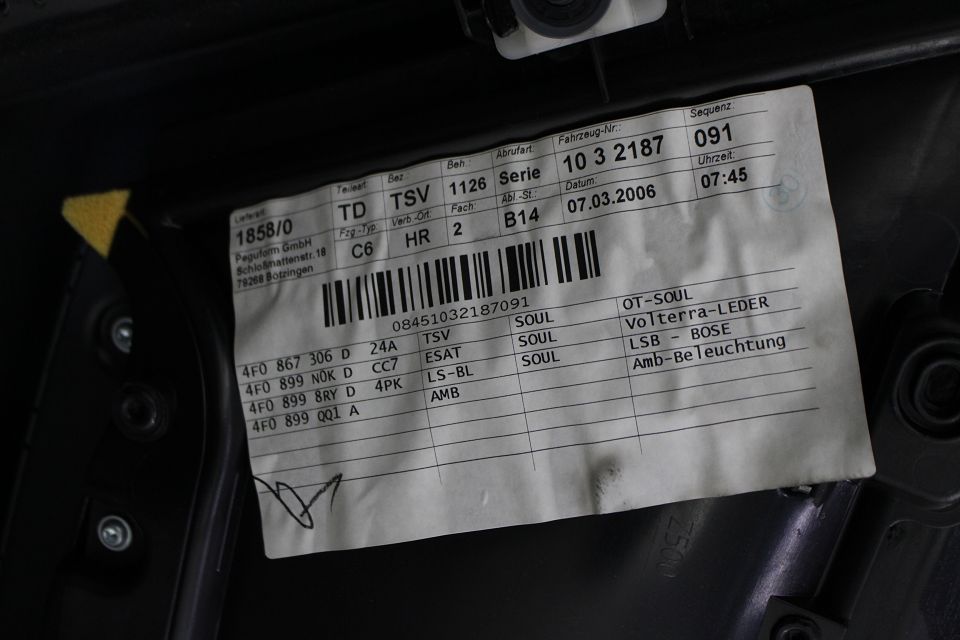 Lieferant: Teileart: Bez.: Beh.: Abrufart: Fahrzeug-Nr.: Sequenz:
1858/0 TD TSV 1126 Serie 10 3 2187 091
Peguform GmbH Fzg.-Typ: Verb.-Ort: Fach: Abl.-St.: Datum: Uhrzeit:
Schloßmattenstr.18 C6 HR 2 B14 07.03.2006 07:45
79268 Bötzingen
08451032187091
4F0 867 306 D 24A TSV SOUL OT-SOUL
4F0 899 N0K D CC7 ESAT SOUL Volterra-LEDER
4F0 899 8RY D 4PK LS-BL SOUL LSB - BOSE
4F0 899 QQ1 A AMB Amb-Beleuchtung